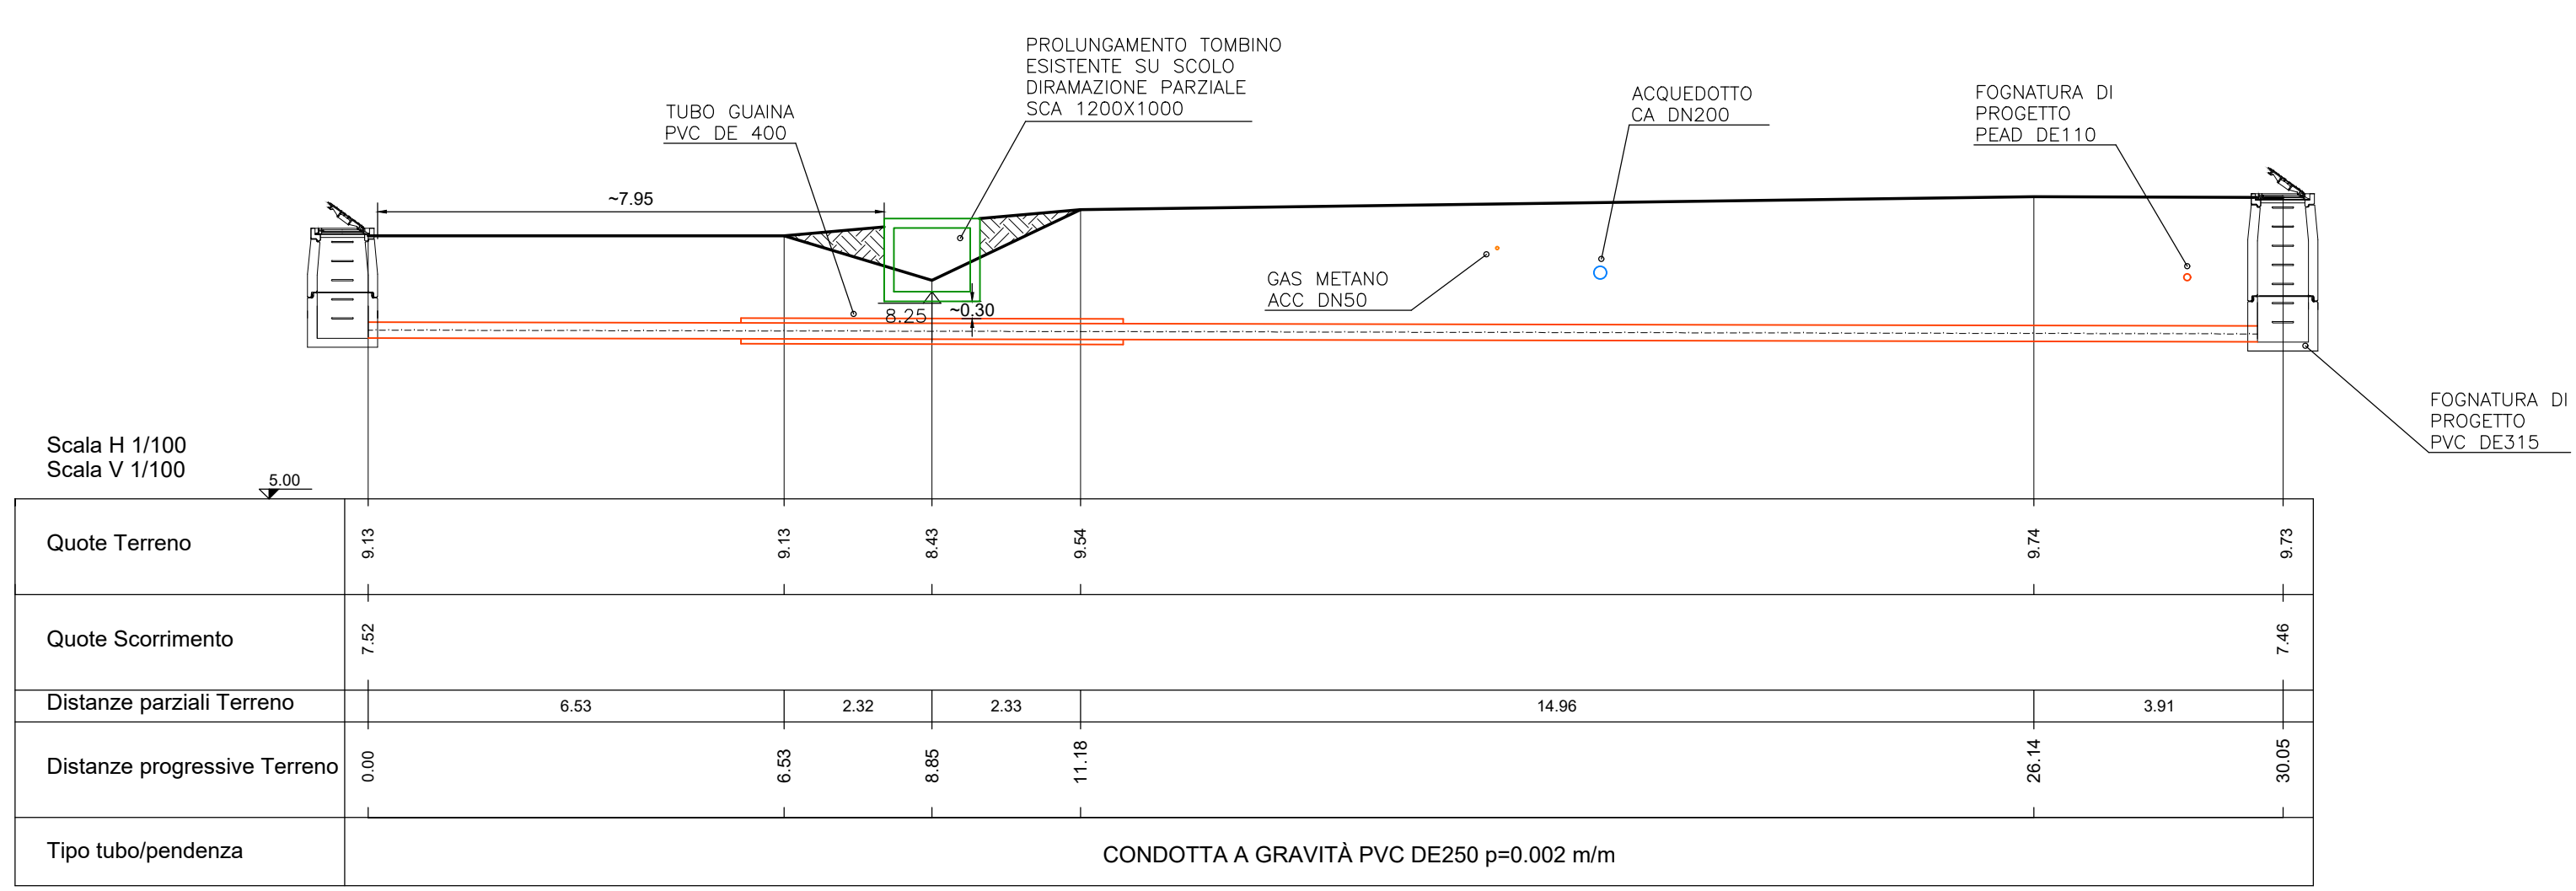 PROLUNGAMENTO TOMBINO
ESISTENTE SU SCOLO
DIRAMAZIONE PARZIALE
SCA 1200X1000
TUBO GUAINA
PVC DE 400
ACQUEDOTTO
CA DN200
FOGNATURA DI
PROGETTO
PEAD DE110
~7.95
GAS METANO
ACC DN50
8.25
~0.30
FOGNATURA DI
PROGETTO
PVC DE315
Scala H 1/100
Scala V 1/100
5.00
Quote Terreno
9.13
9.13
8.43
9.54
9.74
9.73
Quote Scorrimento
7.52
7.46
Distanze parziali Terreno
6.53
2.32
2.33
14.96
3.91
Distanze progressive Terreno
0.00
6.53
8.85
11.18
26.14
30.05
Tipo tubo/pendenza
CONDOTTA A GRAVITÀ PVC DE250 p=0.002 m/m